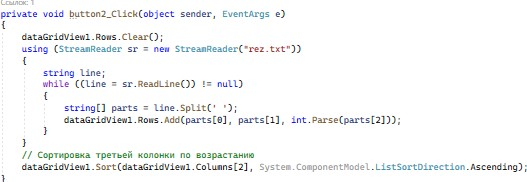 Ссылок: 1
private void button2_Click(object sender, EventArgs e)
{
    dataGridView1.Rows.Clear();
    using (StreamReader sr = new StreamReader("rez.txt"))
    {
        string line;
        while ((line = sr.ReadLine()) != null)
        {
            string[] parts = line.Split(' ');
            dataGridView1.Rows.Add(parts[0], parts[1], int.Parse(parts[2]));
        }
    }
    // Сортировка третьей колонки по возрастанию
    dataGridView1.Sort(dataGridView1.Columns[2], System.ComponentModel.ListSortDirection.Ascending);
}